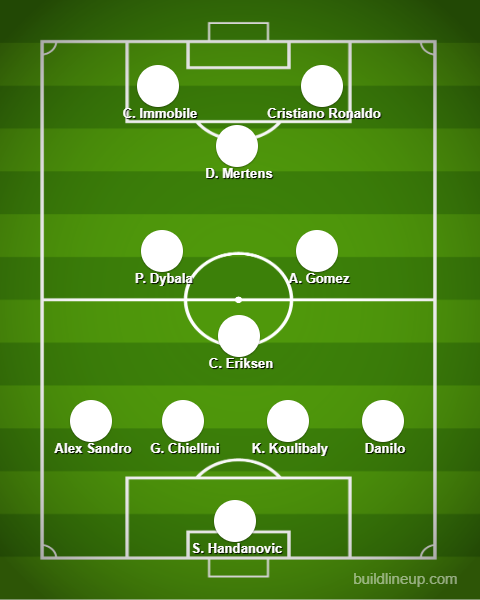 C. Immobile
Cristiano Ronaldo
D. Mertens
P. Dybala
A. Gomez
C. Eriksen
Alex Sandro
G. Chiellini
K. Koulibaly
Danilo
S. Handanovic
buildlineup.com